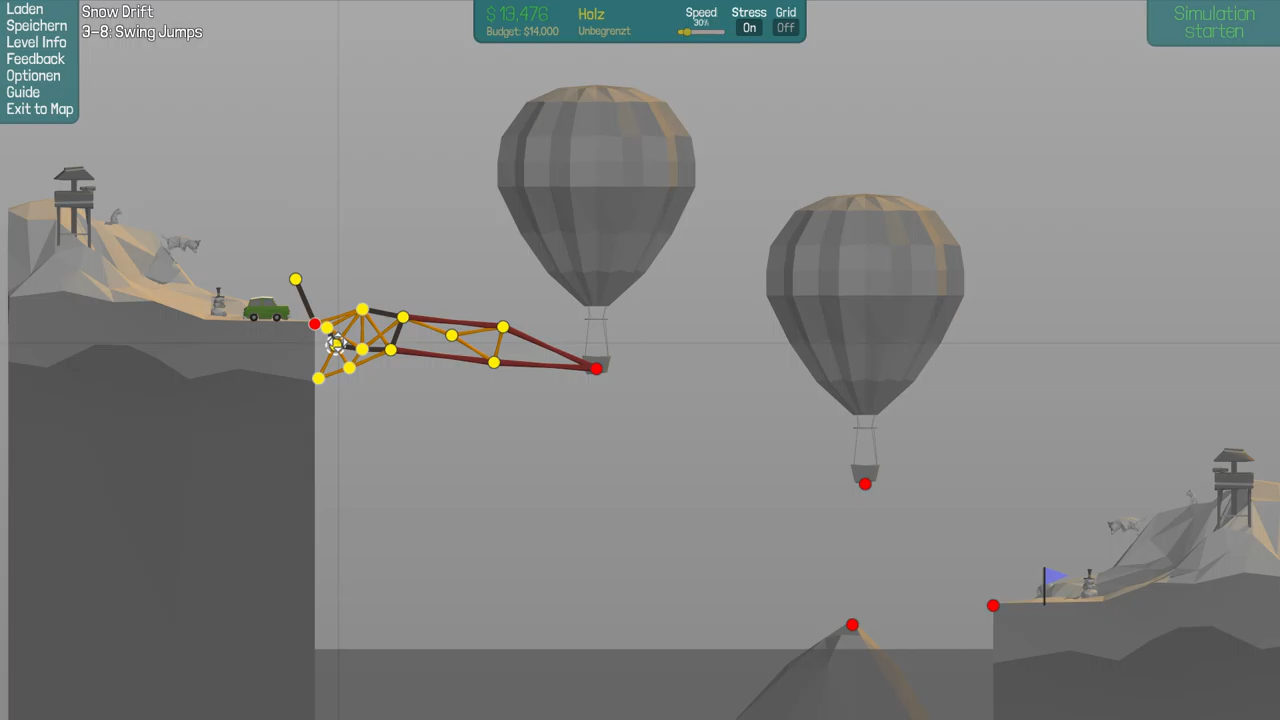 Laden
Speichern
Level Info
Feedback
Optionen
Guide
Exit to Map
Snow Drift
3-8: Swing Jumps
$ 13,476
Budget: $14,000
Holz
Unbegrenzt
Speed
30%
Stress
On
Grid
Off
Simulation
starten